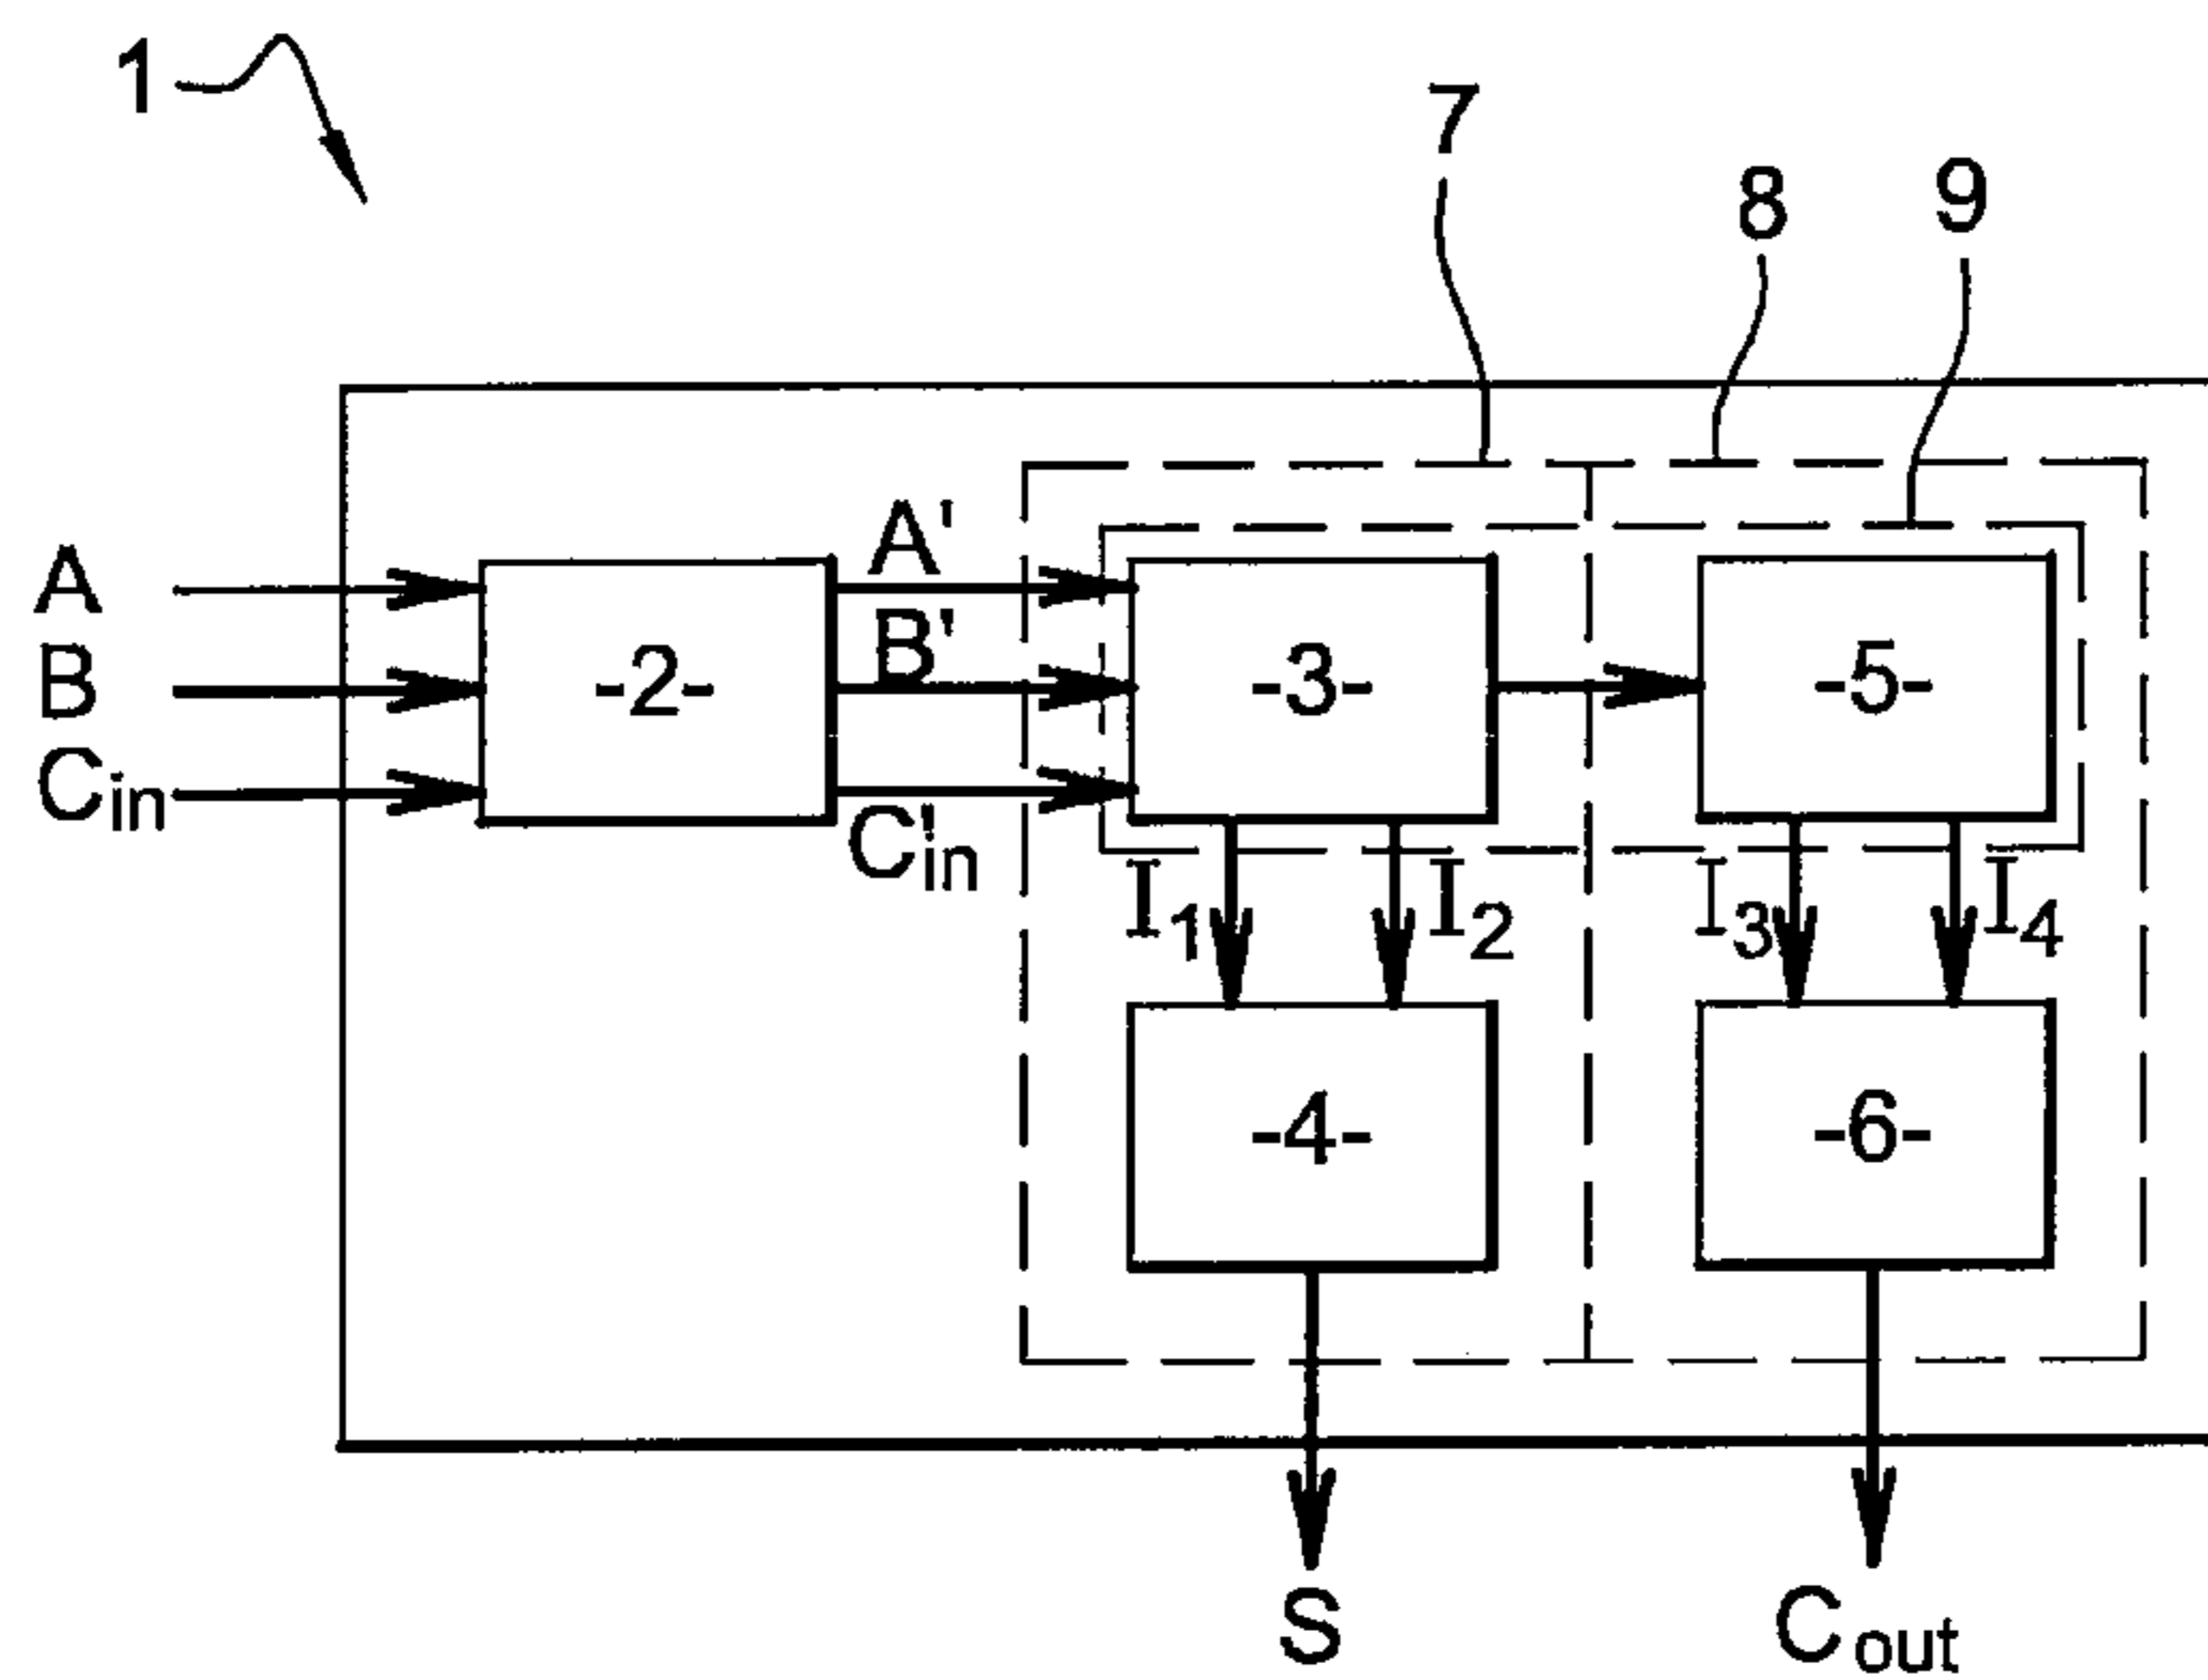 1
7
8
9
A
B
Cin
-2-
A'
B'
C'in
-3-
-5-
I1
I2
I3
I4
-4-
-6-
S
Cout